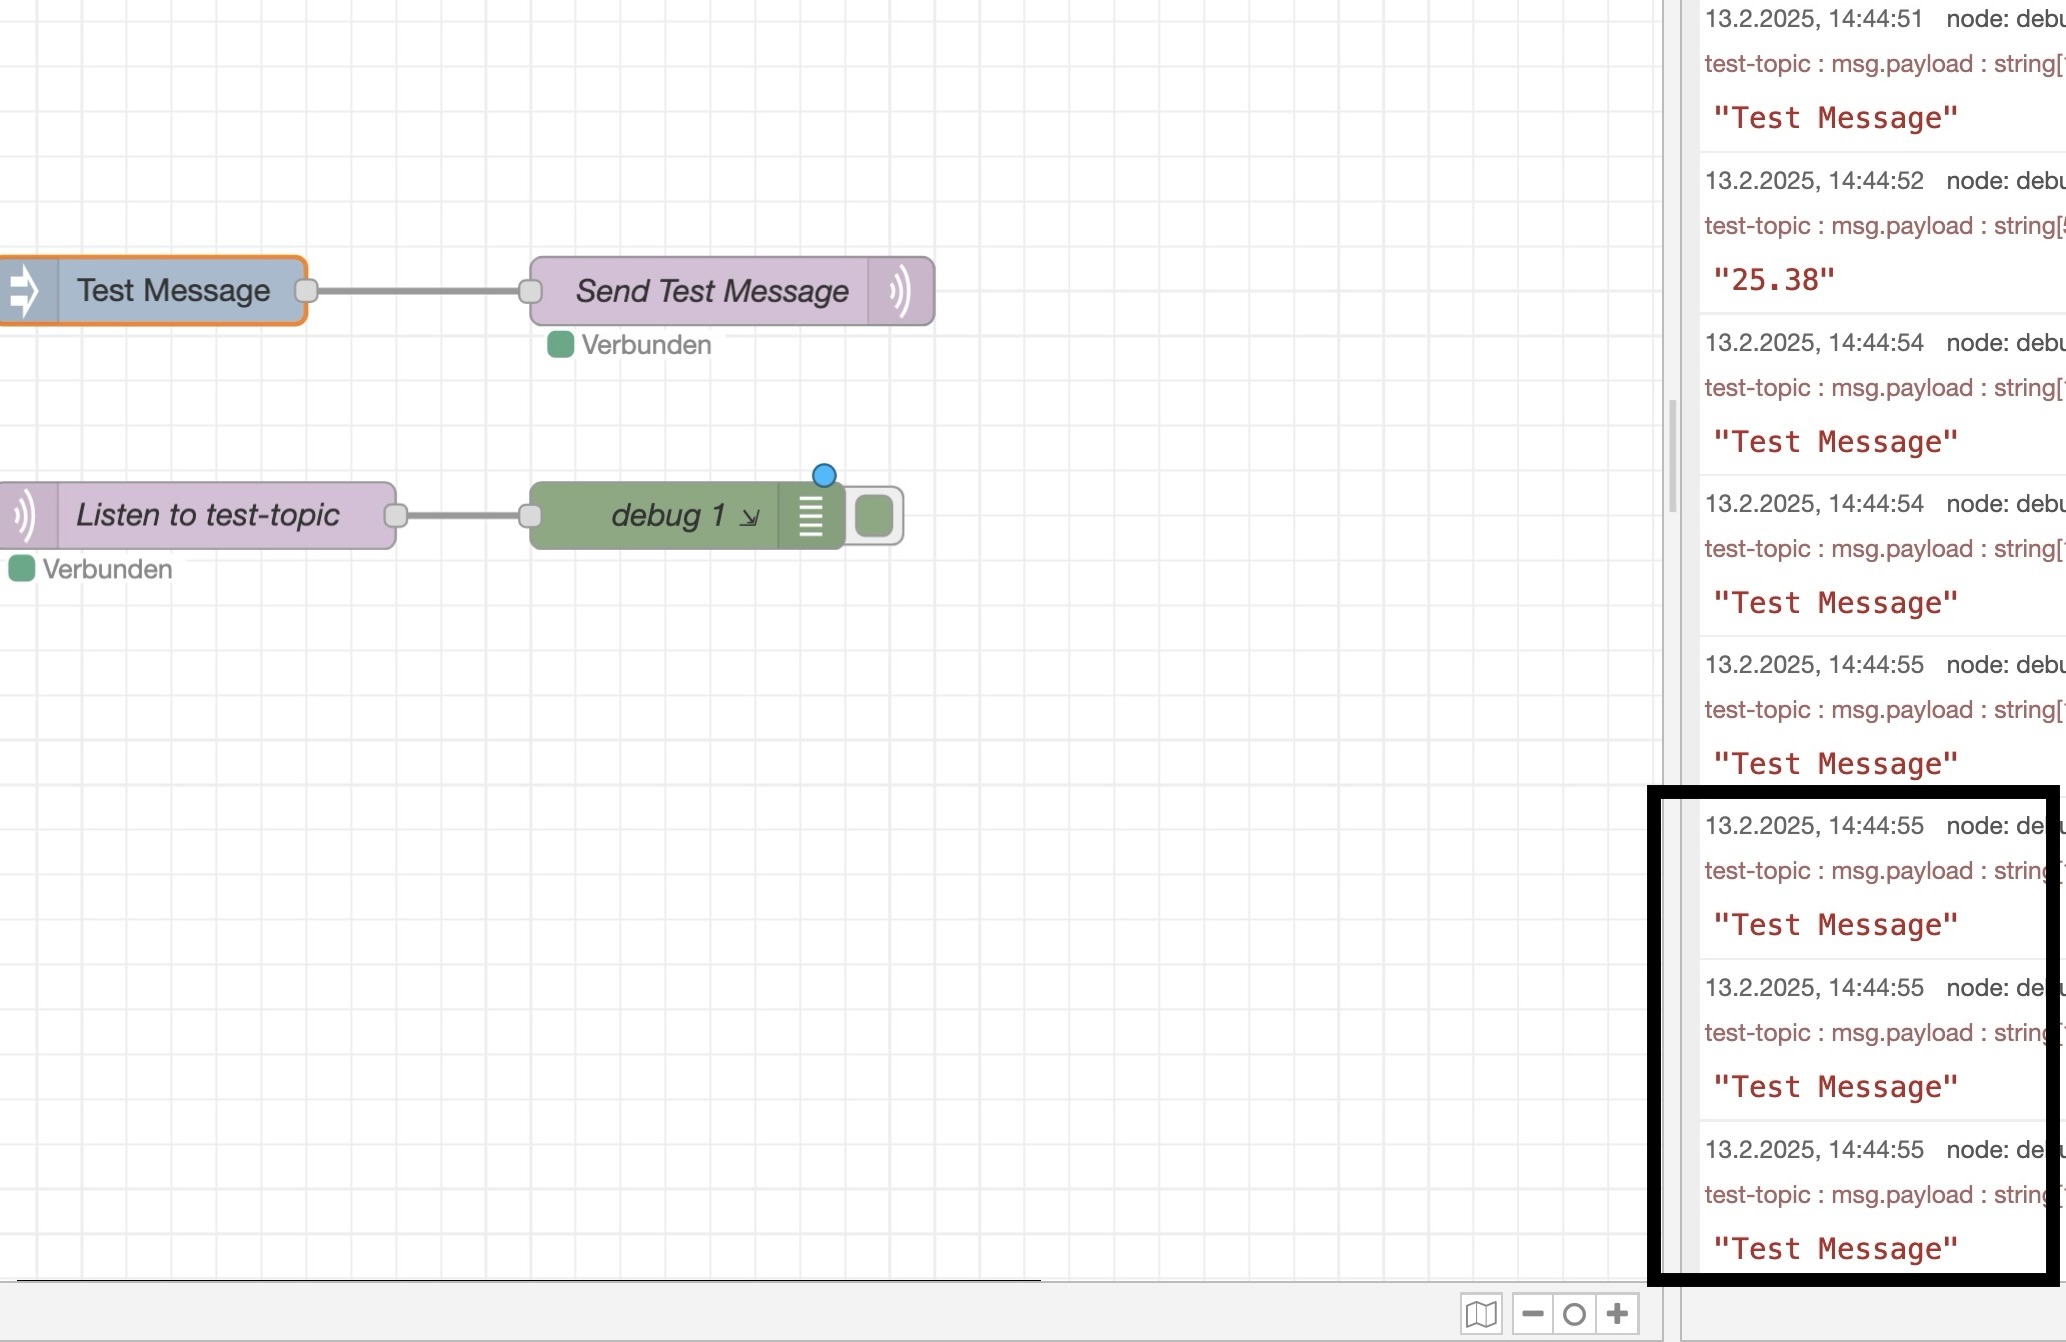 Test Message
Send Test Message
Verbunden
Listen to test-topic
debug 1
Verbunden
13.2.2025, 14:44:51 node: debu
test-topic : msg.payload : string[
"Test Message"
13.2.2025, 14:44:52 node: debu
test-topic : msg.payload : string[5
"25.38"
13.2.2025, 14:44:54 node: debu
test-topic : msg.payload : string[
"Test Message"
13.2.2025, 14:44:54 node: debu
test-topic : msg.payload : string[
"Test Message"
13.2.2025, 14:44:55 node: debu
test-topic : msg.payload : string[
"Test Message"
13.2.2025, 14:44:55 node: debu
test-topic : msg.payload : string[
"Test Message"
13.2.2025, 14:44:55 node: debu
test-topic : msg.payload : string[
"Test Message"
13.2.2025, 14:44:55 node: debu
test-topic : msg.payload : string[
"Test Message"